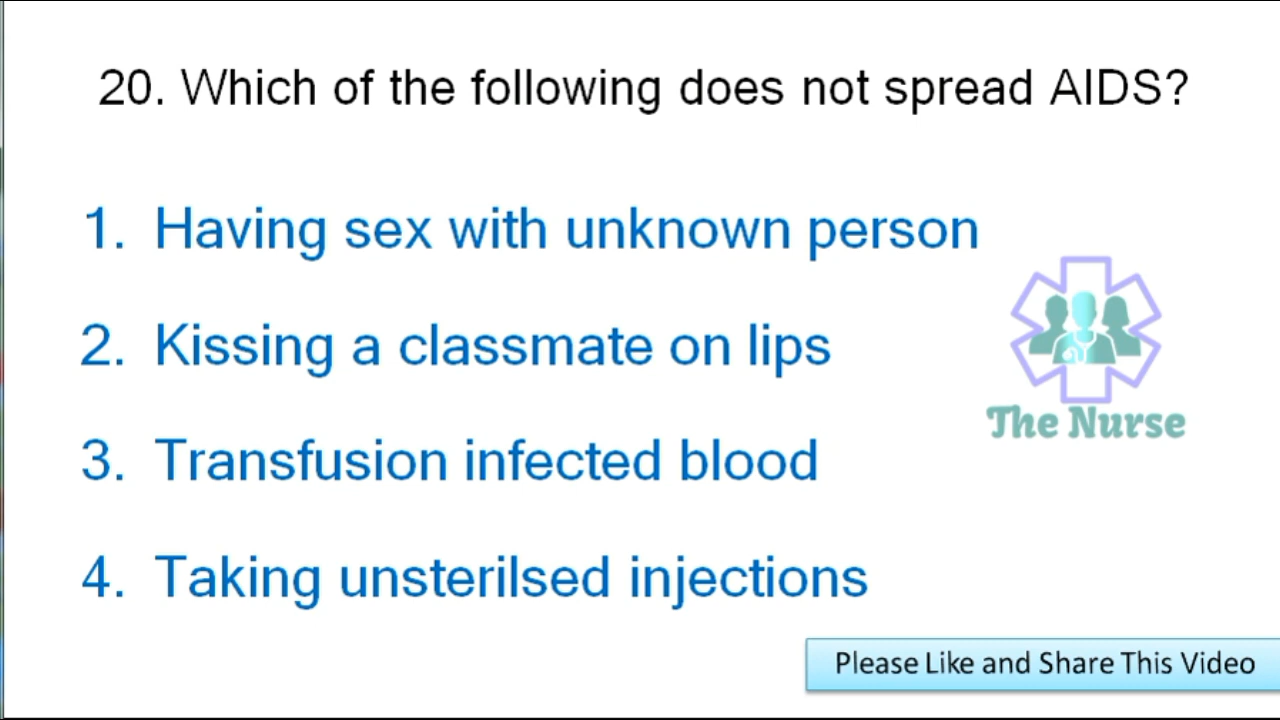 20. Which of the following does not spread AIDS?
1. Having sex with unknown person
2. Kissing a classmate on lips
3. Transfusion infected blood
4. Taking unsterilsed injections
The Nurse
Please Like and Share This Video